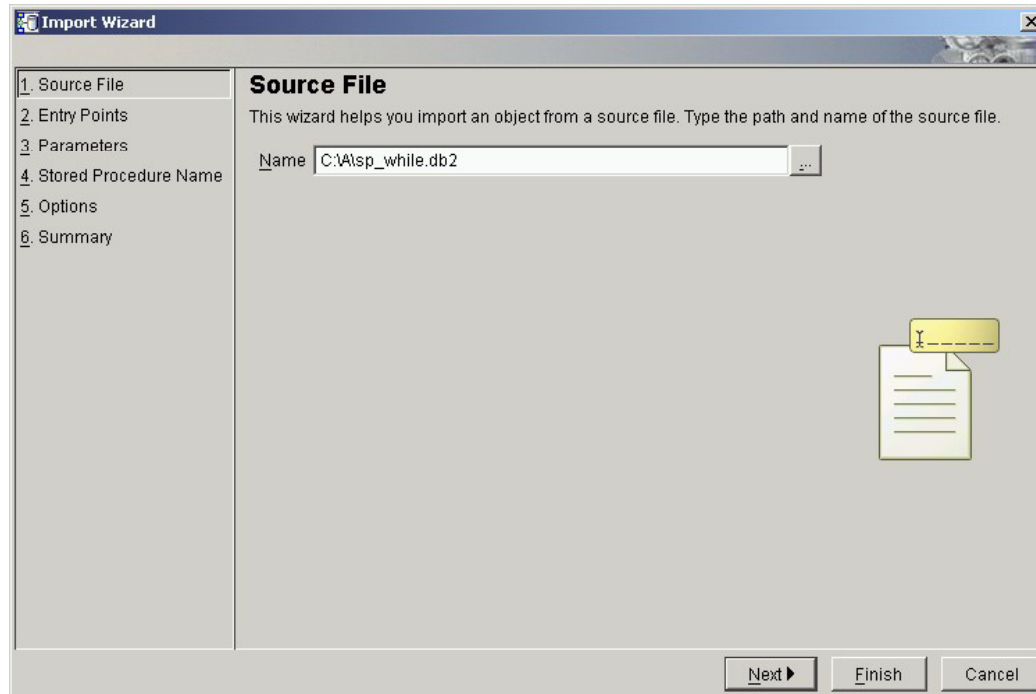 Import Wizard
1. Source File
2. Entry Points
3. Parameters
4. Stored Procedure Name
5. Options
6. Summary
Source File
This wizard helps you import an object from a source file. Type the path and name of the source file.
Name C:\A\sp_while.db2 ...
Next Finish Cancel